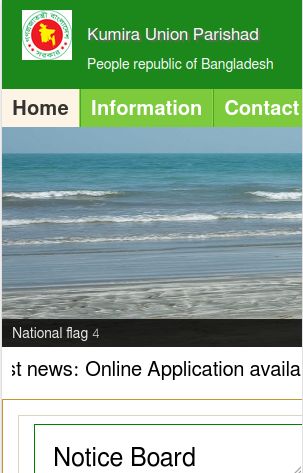 Kumira Union Parishad
People republic of Bangladesh
Home Information Contact
National flag 4
st news: Online Application availa
Notice Board